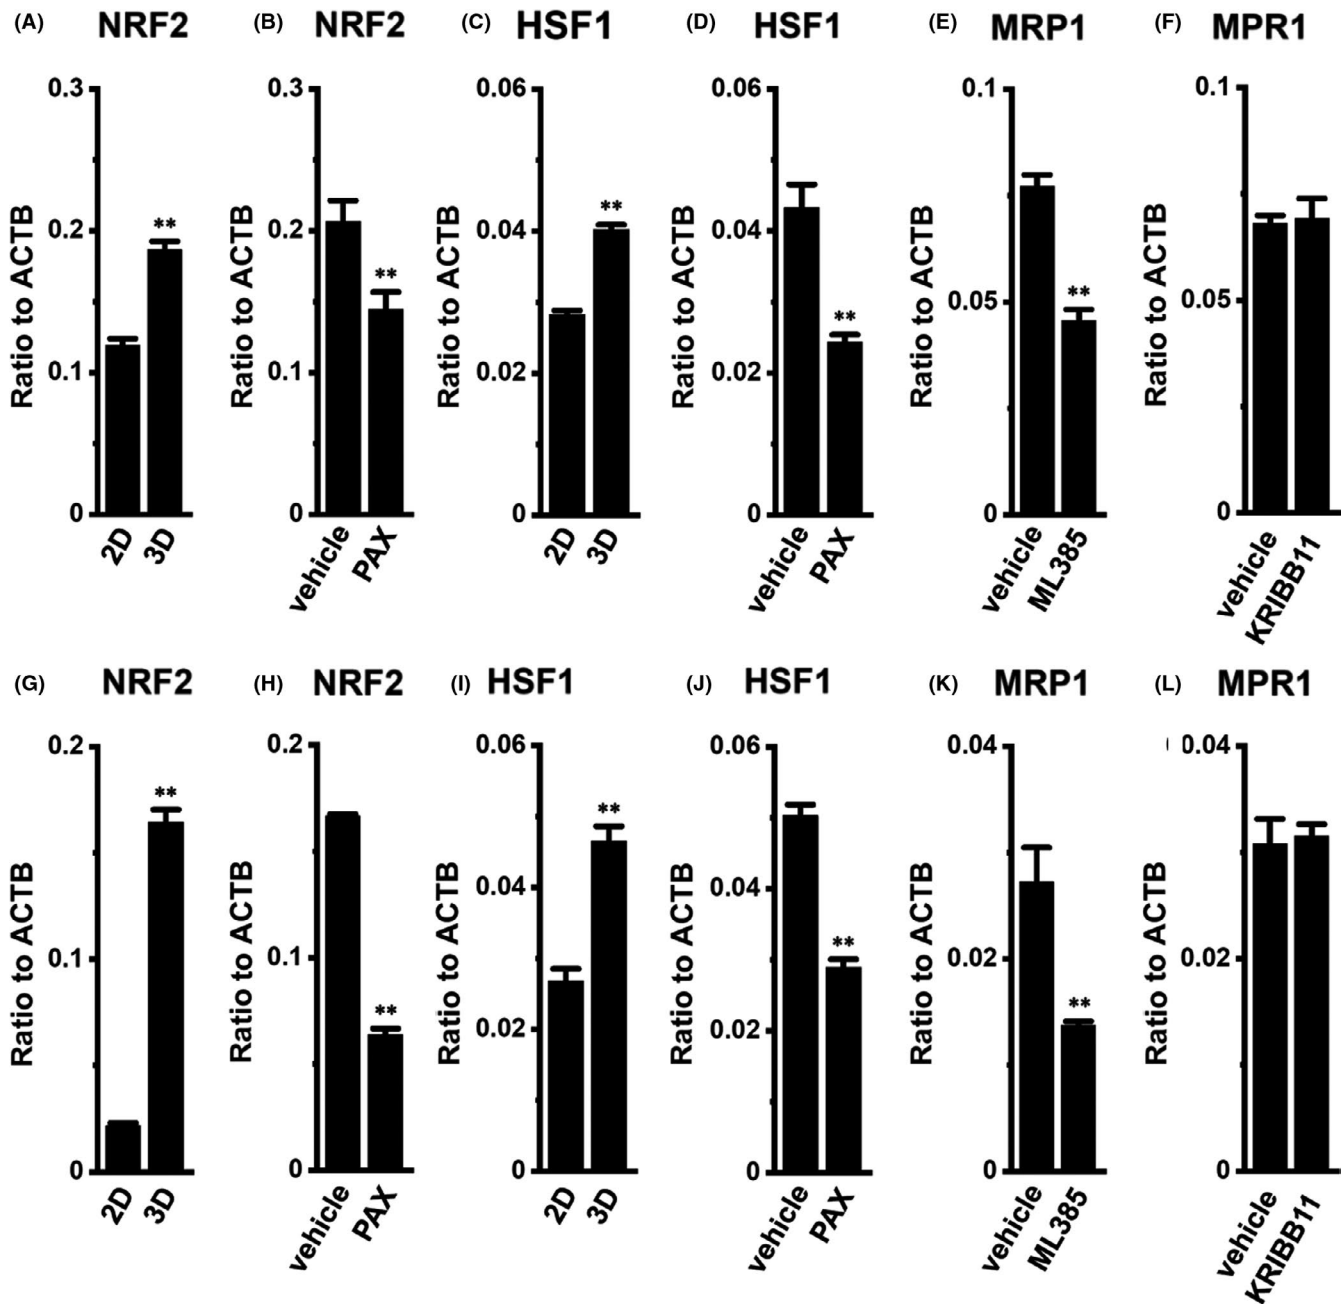 (A) NRF2
0.3
0.2
0.1
0
Ratio to ACTB
**
2D
3D
(B) NRF2
0.3
0.2
0.1
0
Ratio to ACTB
**
vehicle
PAX
(C) HSF1
0.06
0.04
0.02
0
Ratio to ACTB
**
2D
3D
(D) HSF1
0.06
0.04
0.02
0
Ratio to ACTB
**
vehicle
PAX
(E) MRP1
0.1
0.05
0
Ratio to ACTB
**
vehicle
ML385
(F) MPR1
0.1
0.05
0
Ratio to ACTB
vehicle
KRIBB11
(G) NRF2
0.2
0.1
0
Ratio to ACTB
**
2D
3D
(H) NRF2
0.2
0.1
0
Ratio to ACTB
**
vehicle
PAX
(I) HSF1
0.06
0.04
0.02
0
Ratio to ACTB
**
2D
3D
(J) HSF1
0.06
0.04
0.02
0
Ratio to ACTB
**
vehicle
PAX
(K) MRP1
0.04
0.02
0
Ratio to ACTB
**
vehicle
ML385
(L) MPR1
0.04
0.02
0
Ratio to ACTB
vehicle
KRIBB11